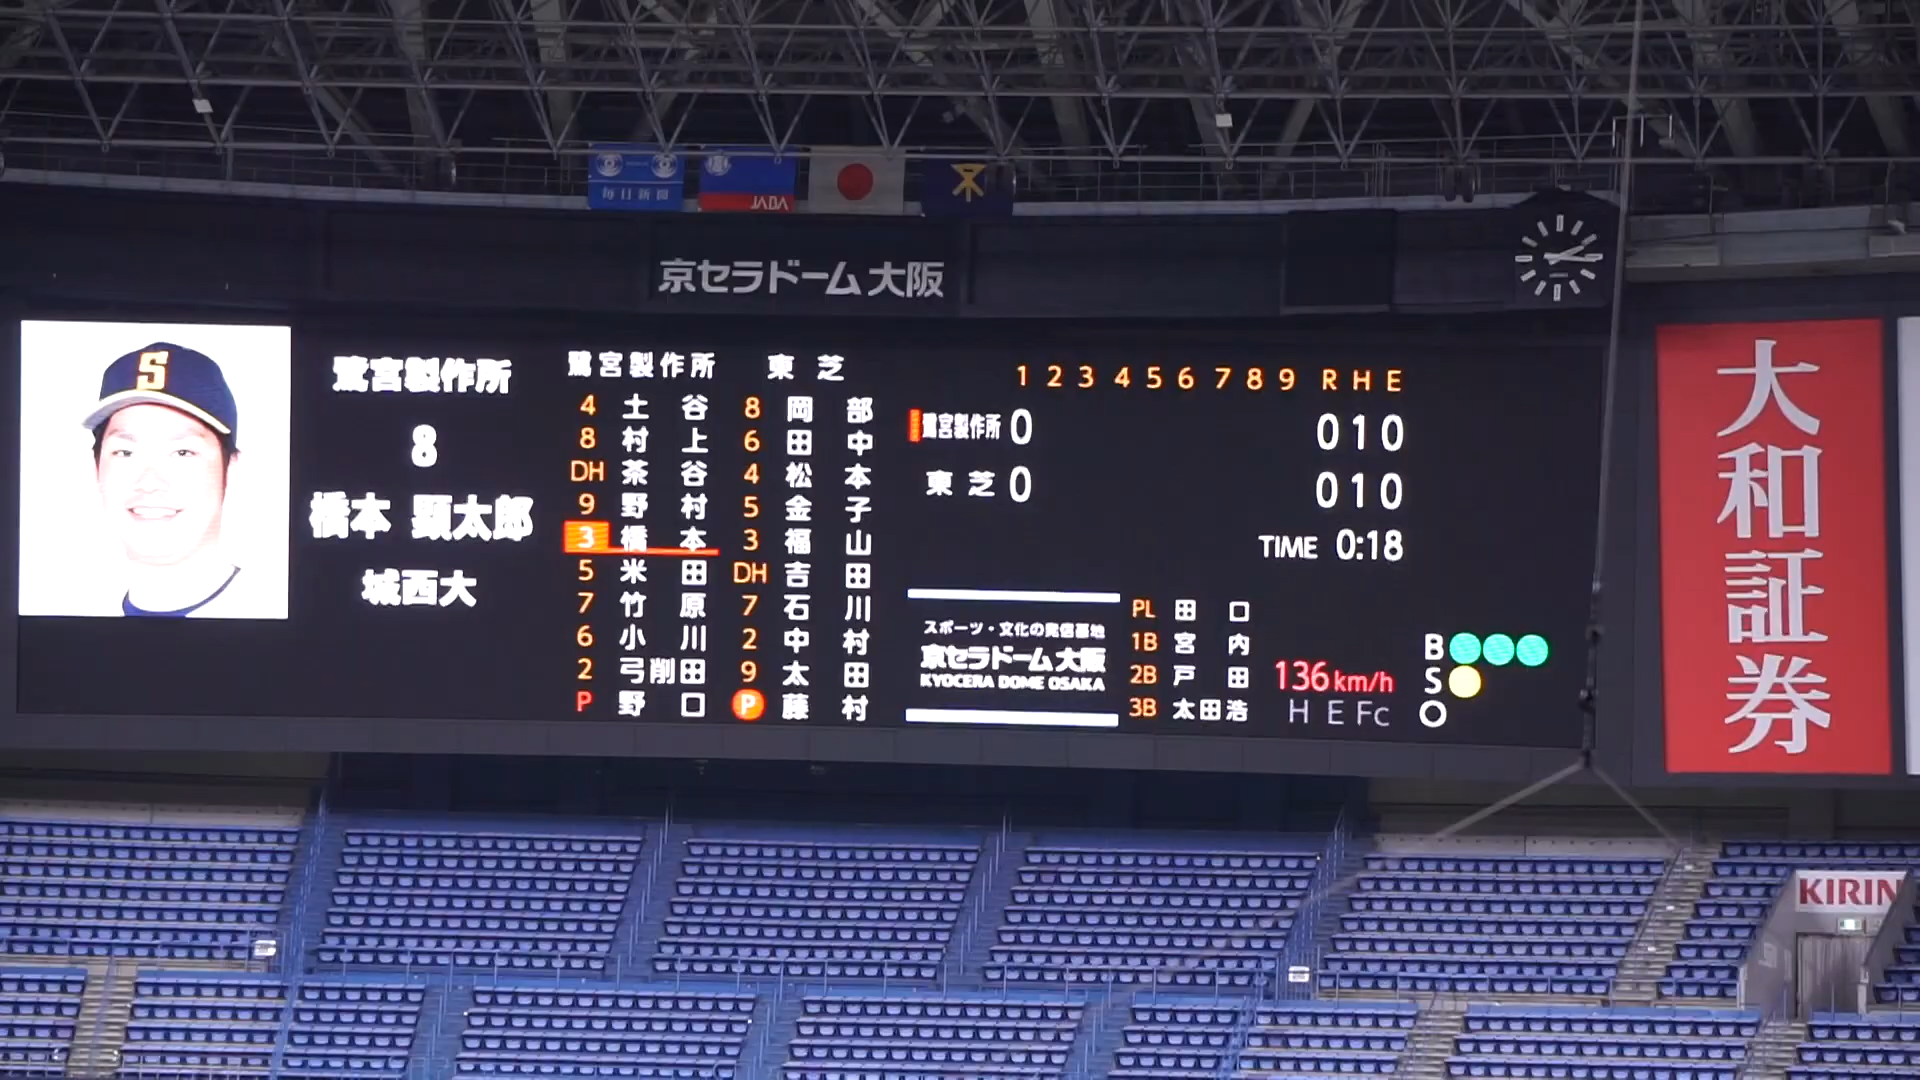 毎日新聞
JABA
京セラドーム大阪
鷺宮製作所
8
橋本 顕太郎
城西大
鷺宮製作所
4 土谷
8 村上
DH 茶谷
9 野村
3 橋本
5 米田
7 竹原
6 小川
2 弓削田
P 野口
東芝
8 岡部
6 田中
4 松本
5 金子
3 福山
DH 吉田
7 石川
2 中村
9 太田
P 藤村
1 2 3 4 5 6 7 8 9 R H E
鷺宮製作所 0 0 1 0
東芝 0 0 1 0
TIME 0:18
スポーツ・文化の発信基地
京セラドーム大阪
KYOCERA DOME OSAKA
PL 田口
1B 宮内
2B 戸田
3B 太田浩
136km/h
H E Fc
B
S
O
大和証券
KIRIN